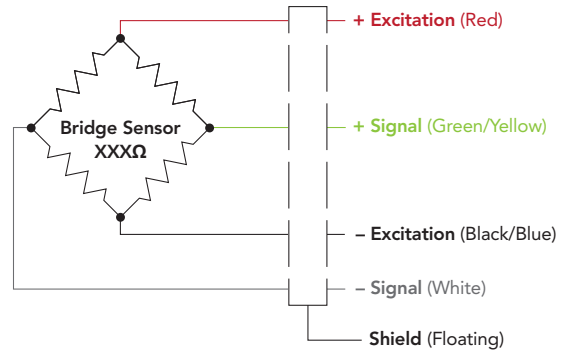 + Excitation (Red)
Bridge Sensor
XXXΩ
+ Signal (Green/Yellow)
– Excitation (Black/Blue)
– Signal (White)
Shield (Floating)